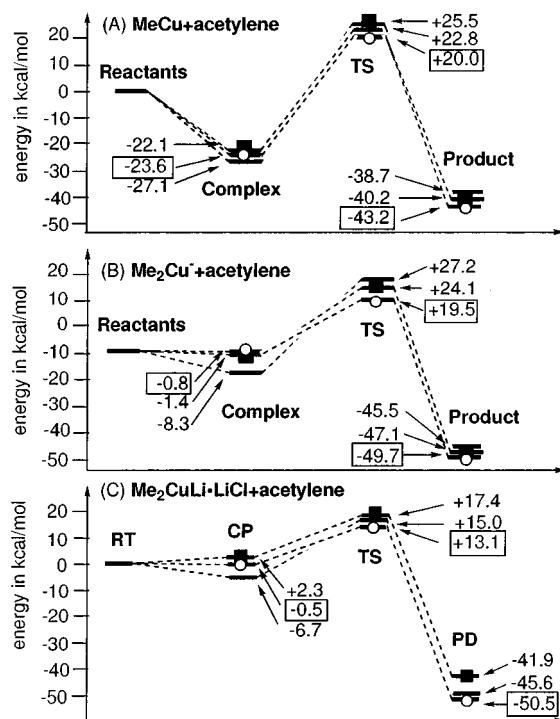 (A) MeCu+acetylene
energy in kcal/mol
20
10
0
-10
-20
-30
-40
-50
Reactants
-22.1
-23.6
-27.1
Complex
TS
+25.5
+22.8
+20.0
Product
-38.7
-40.2
-43.2
(B) Me₂Cu⁻+acetylene
energy in kcal/mol
20
10
0
-10
-20
-30
-40
-50
Reactants
-0.8
-1.4
-8.3
Complex
TS
+27.2
+24.1
+19.5
Product
-45.5
-47.1
-49.7
(C) Me₂CuLi•LiCl+acetylene
energy in kcal/mol
20
10
0
-10
-20
-30
-40
-50
RT
CP
+2.3
-0.5
-6.7
TS
+17.4
+15.0
+13.1
PD
-41.9
-45.6
-50.5